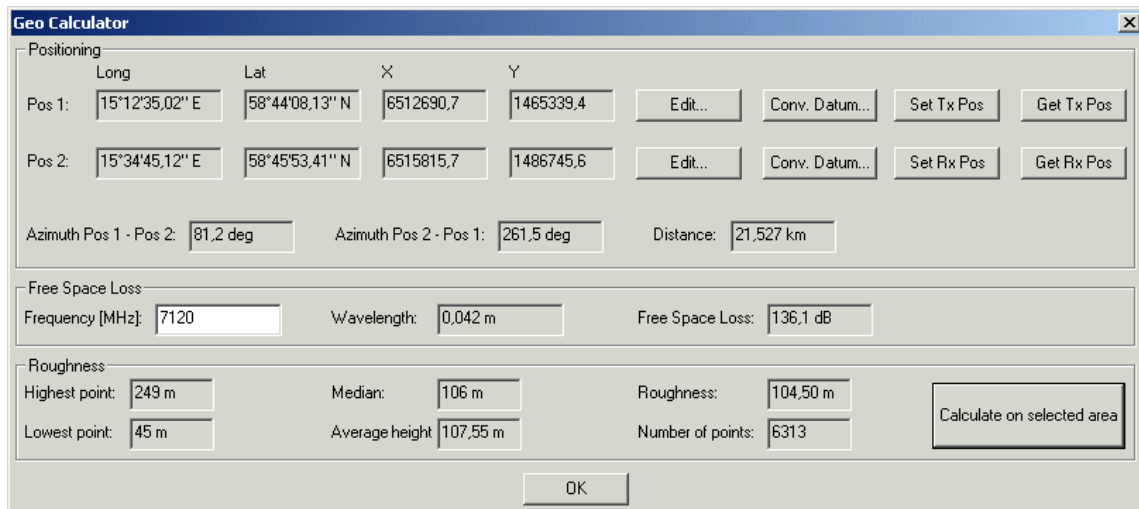 Geo Calculator
Positioning
Long Lat X Y
Pos 1: 15°12'35,02'' E 58°44'08,13'' N 6512690,7 1465339,4 Edit... Conv. Datum... Set Tx Pos Get Tx Pos
Pos 2: 15°34'45,12'' E 58°45'53,41'' N 6515815,7 1486745,6 Edit... Conv. Datum... Set Rx Pos Get Rx Pos
Azimuth Pos 1 - Pos 2: 81,2 deg Azimuth Pos 2 - Pos 1: 261,5 deg Distance: 21,527 km
Free Space Loss
Frequency [MHz]: 7120 Wavelength: 0,042 m Free Space Loss: 136,1 dB
Roughness
Highest point: 249 m Median: 106 m Roughness: 104,50 m Calculate on selected area
Lowest point: 45 m Average height 107,55 m Number of points: 6313
OK